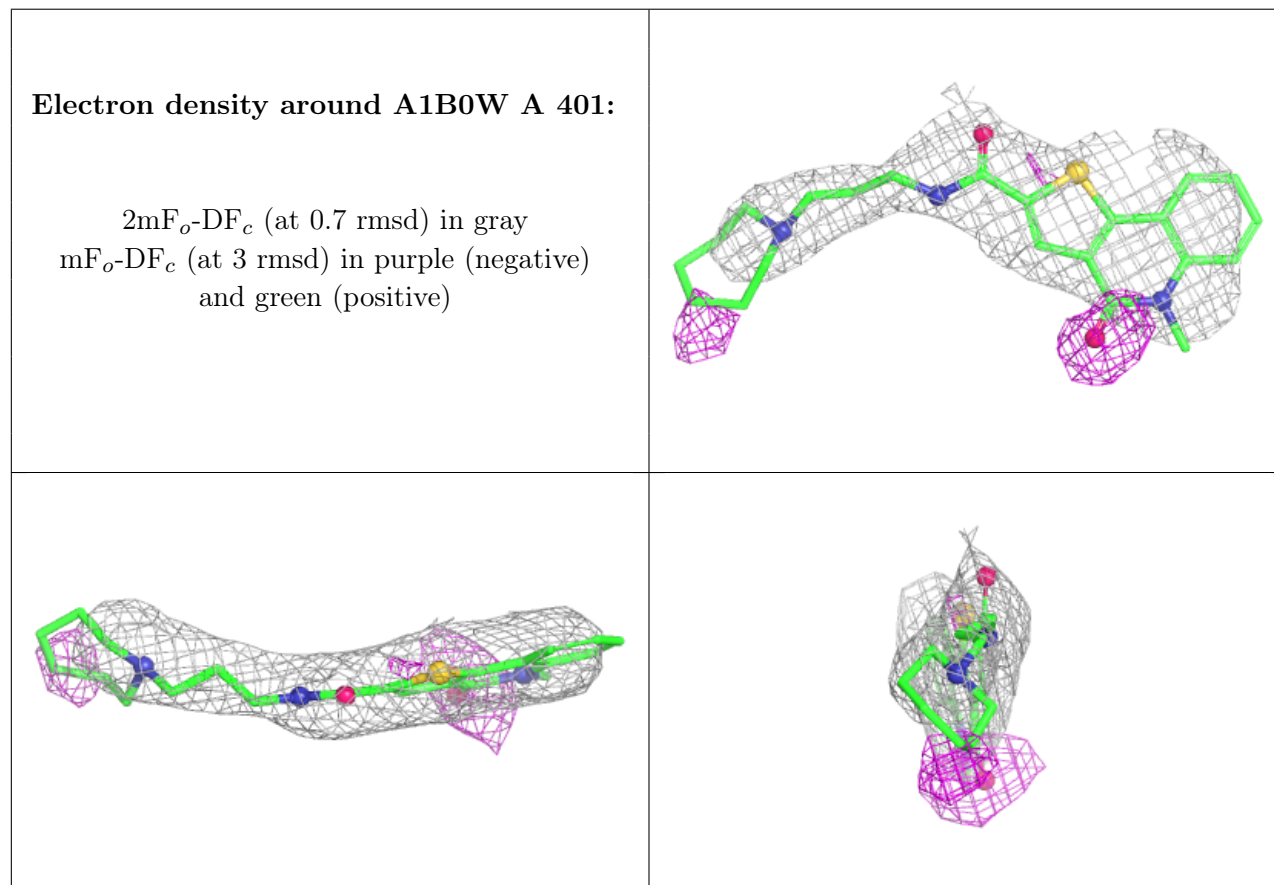 Electron density around A1B0W A 401:
2mFo-DFc (at 0.7 rmsd) in gray
mFo-DFc (at 3 rmsd) in purple (negative)
and green (positive)